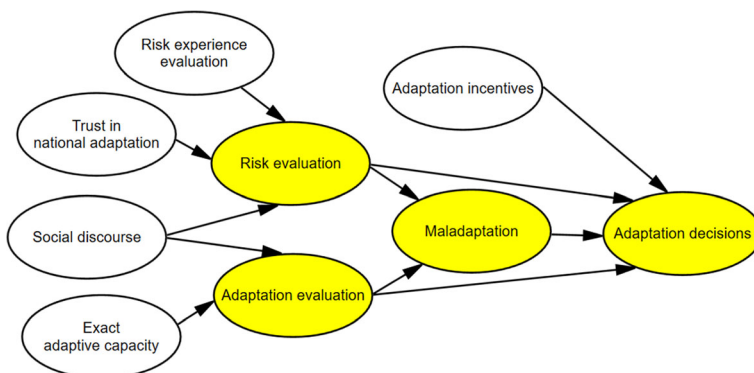 Risk experience
evaluation
Adaptation incentives
Trust in
national adaptation
Risk evaluation
Social discourse
Maladaptation
Adaptation decisions
Adaptation evaluation
Exact
adaptive capacity